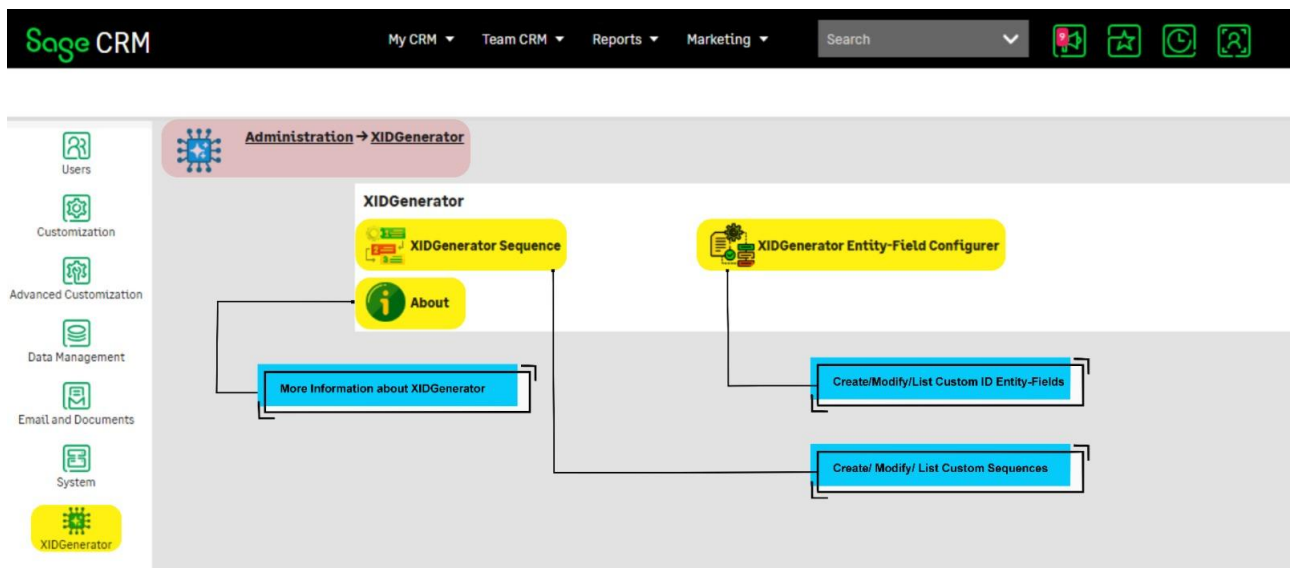 Sage CRM
My CRM
Team CRM
Reports
Marketing
Search
9
Administration → XIDGenerator
Users
Customization
Advanced Customization
Data Management
Email and Documents
System
XIDGenerator
XIDGenerator
XIDGenerator Sequence
XIDGenerator Entity-Field Configurer
About
More Information about XIDGenerator
Create/Modify/List Custom ID Entity-Fields
Create/ Modify/ List Custom Sequences